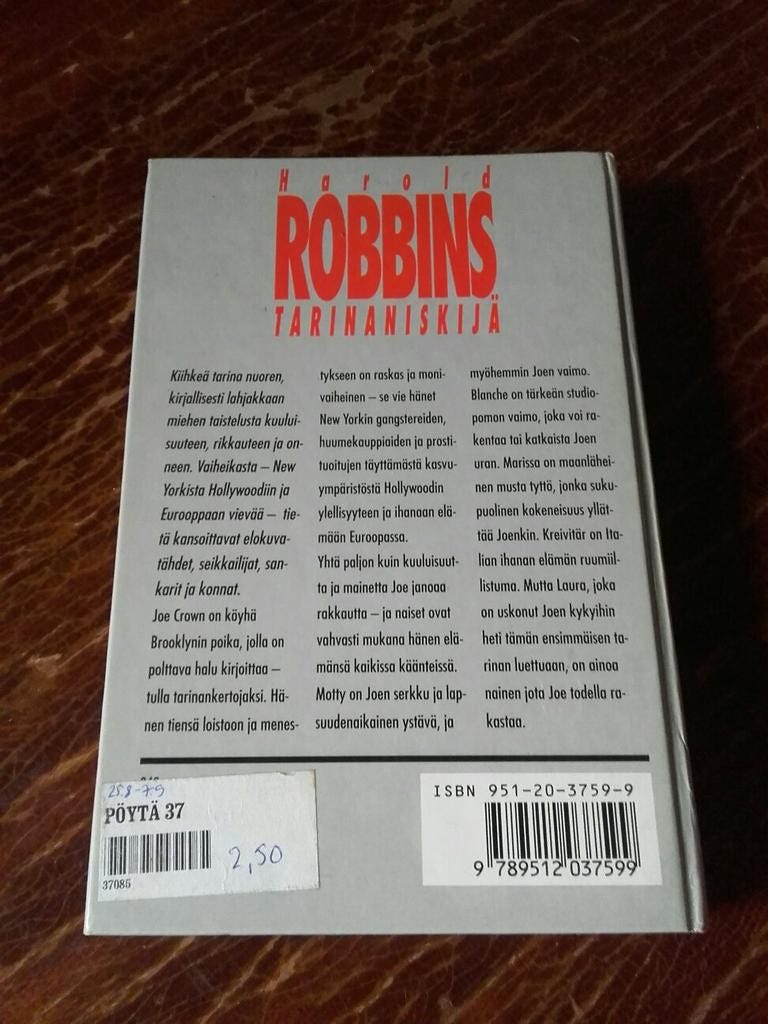 Harold
ROBBINS
TARINANISKIJÄ
Kiihkeä tarina nuoren,
kirjallisesti lahjakkaan
miehen taistelusta kuului-
suuteen, rikkauteen ja on-
neen. Vaiheikasta – New
Yorkista Hollywoodiin ja
Eurooppaan vievää – tie-
tä kansoittavat elokuva-
tähdet, seikkailijat, san-
karit ja konnat.
Joe Crown on köyhä
Brooklynin poika, jolla on
polttava halu kirjoittaa –
tulla tarinankertojaksi. Hä-
nen tiensä loistoon ja menes-
tykseen on raskas ja moni-
vaiheinen – se vie hänet
New Yorkin gangstereiden,
huumekauppiaiden ja prosti-
tuoitujen täyttämästä kasvu-
ympäristöstä Hollywoodin
ylellisyyteen ja ihanaan elä-
mään Euroopassa.
Yhtä paljon kuin kuuluisuut-
ta ja mainetta Joe janoaa
rakkautta – ja naiset ovat
vahvasti mukana hänen elä-
mänsä kaikissa käänteissä.
Motty on Joen serkku ja lap-
suudenaikainen ystävä, ja
myöhemmin Joen vaimo.
Blanche on tärkeän studio-
pomon vaimo, joka voi ra-
kentaa tai katkaista Joen
uran. Marissa on maanlähei-
nen musta tyttö, jonka suku-
puolinen kokeneisuus yllät-
tää Joenkin. Kreivitär on Ita-
lian ihanan elämän ruumiil-
listuma. Mutta Laura, joka
on uskonut Joen kykyihin
heti tämän ensimmäisen ta-
rinan luettuaan, on ainoa
nainen jota Joe todella ra-
kastaa.
25.8-7.9
PÖYTÄ 37
2,50
37085
ISBN 951-20-3759-9
9 789512 037599